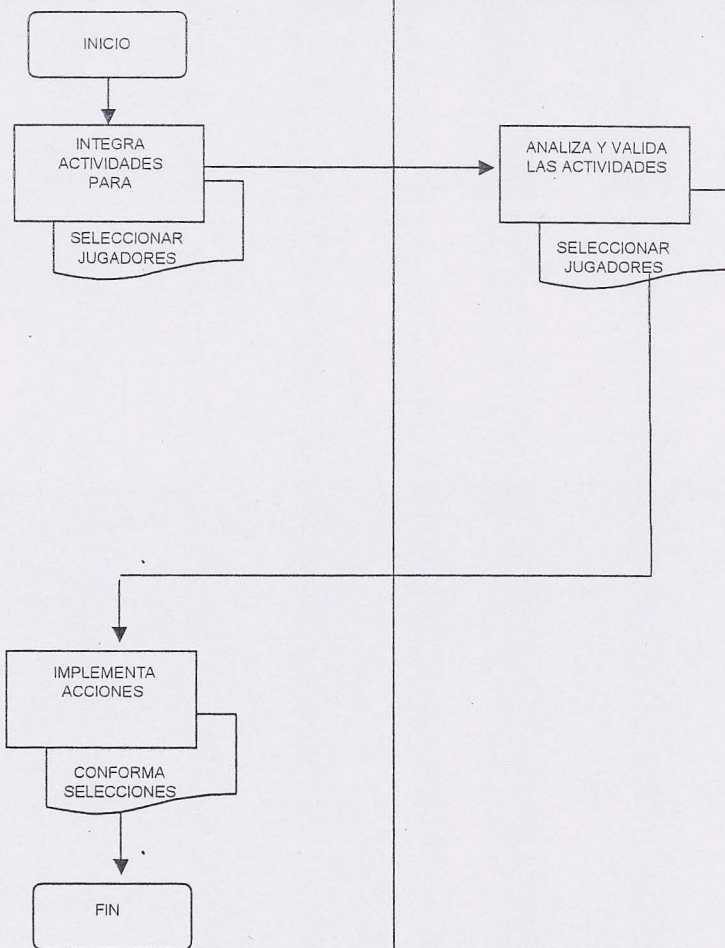 INICIO
INTEGRA
ACTIVIDADES
PARA
SELECCIONAR
JUGADORES
ANALIZA Y VALIDA
LAS ACTIVIDADES
SELECCIONAR
JUGADORES
IMPLEMENTA
ACCIONES
CONFORMA
SELECCIONES
FIN